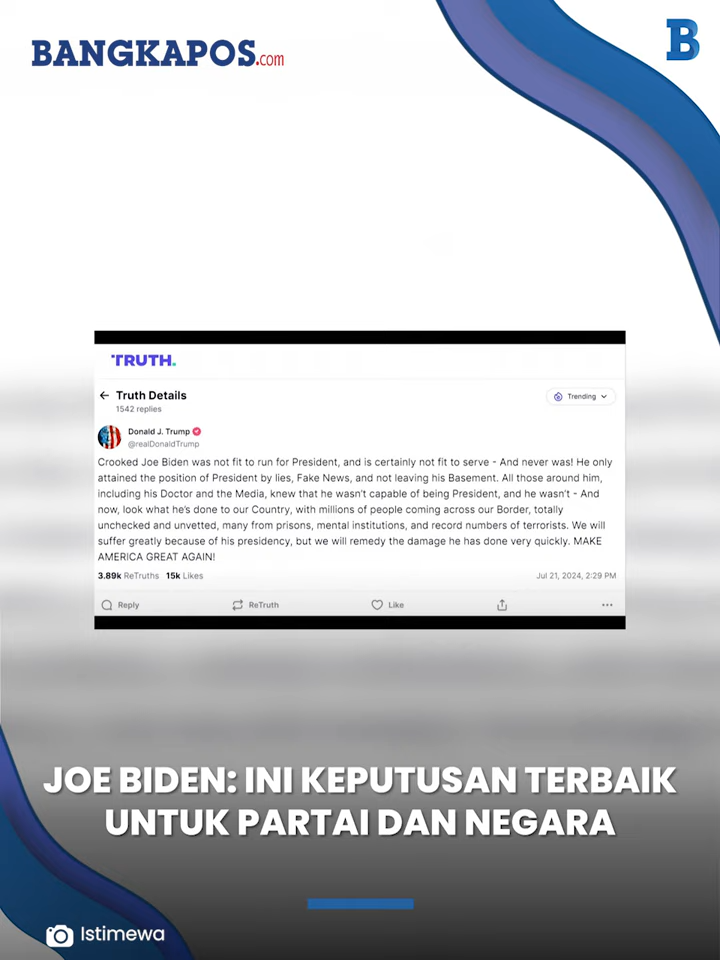 BANGKAPOS.com
B
TRUTH.
← Truth Details
Trending
1542 replies
Donald J. Trump
@realDonaldTrump
Crooked Joe Biden was not fit to run for President, and is certainly not fit to serve - And never was! He only
attained the position of President by lies, Fake News, and not leaving his Basement. All those around him,
including his Doctor and the Media, knew that he wasn't capable of being President, and he wasn't - And
now, look what he's done to our Country, with millions of people coming across our Border, totally
unchecked and unvetted, many from prisons, mental institutions, and record numbers of terrorists. We will
suffer greatly because of his presidency, but we will remedy the damage he has done very quickly. MAKE
AMERICA GREAT AGAIN!
3.89k ReTruths 15k Likes
Jul 21, 2024, 2:29 PM
Reply
ReTruth
Like
JOE BIDEN: INI KEPUTUSAN TERBAIK
UNTUK PARTAI DAN NEGARA
Istimewa